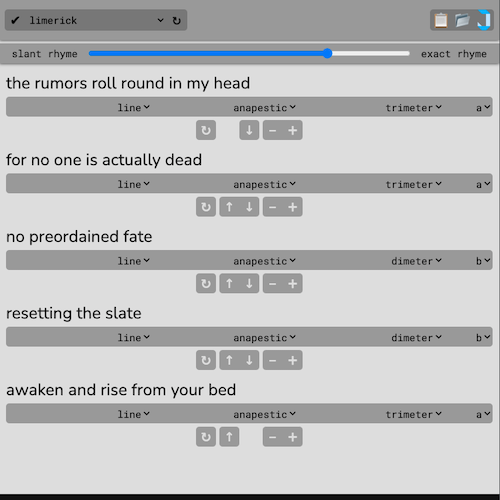 ✔ limerick ↻
slant rhyme exact rhyme
the rumors roll round in my head
line anapestic trimeter a
↻ ↓ − +
for no one is actually dead
line anapestic trimeter a
↻ ↑ ↓ − +
no preordained fate
line anapestic dimeter b
↻ ↑ ↓ − +
resetting the slate
line anapestic dimeter b
↻ ↑ ↓ − +
awaken and rise from your bed
line anapestic trimeter a
↻ ↑ − +